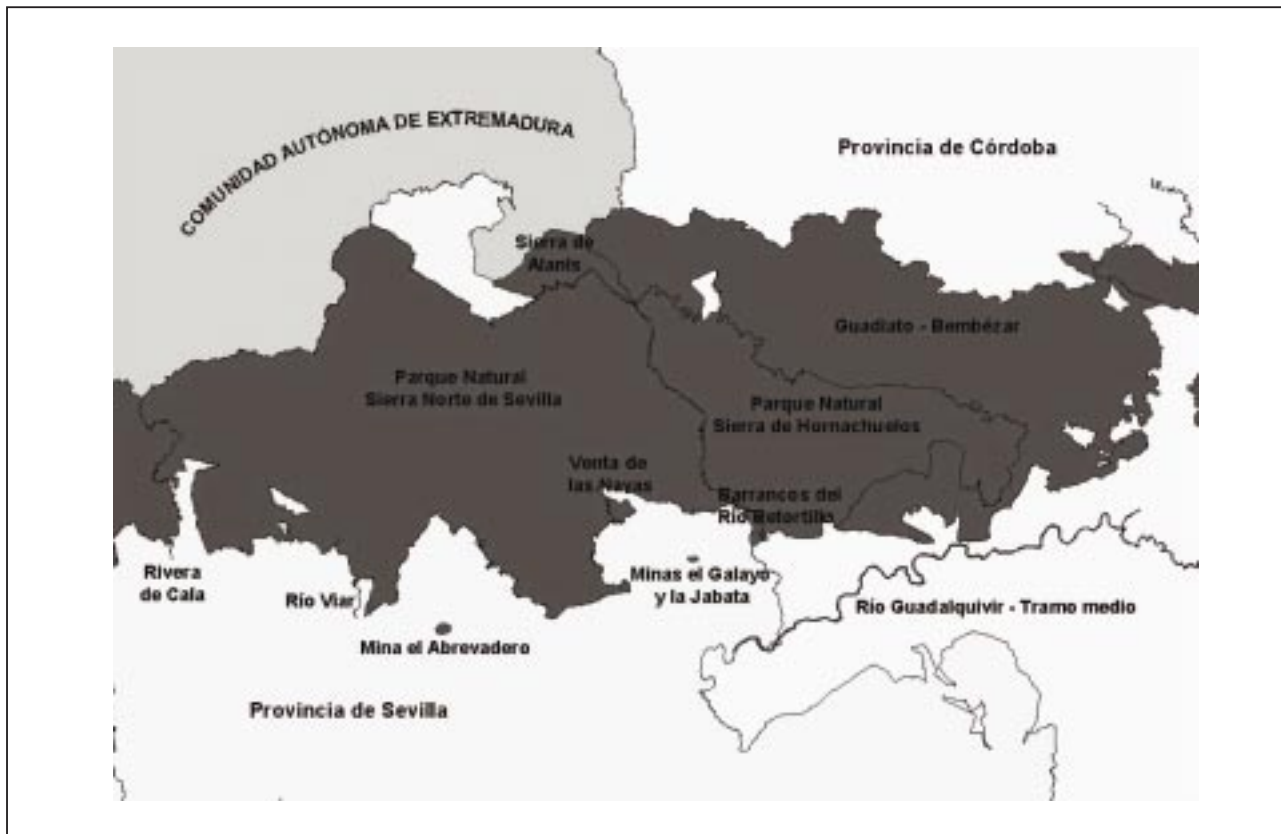 COMUNIDAD AUTÓNOMA DE EXTREMADURA
Provincia de Córdoba
Sierra de
Alanís
Guadiato - Bembézar
Parque Natural
Sierra Norte de Sevilla
Parque Natural
Sierra de Hornachuelos
Venta de
las Navas
Barrancos del
Río Retortillo
Rivera
de Cala
Río Viar
Minas el Galayo
y la Jabata
Río Guadalquivir - Tramo medio
Mina el Abrevadero
Provincia de Sevilla